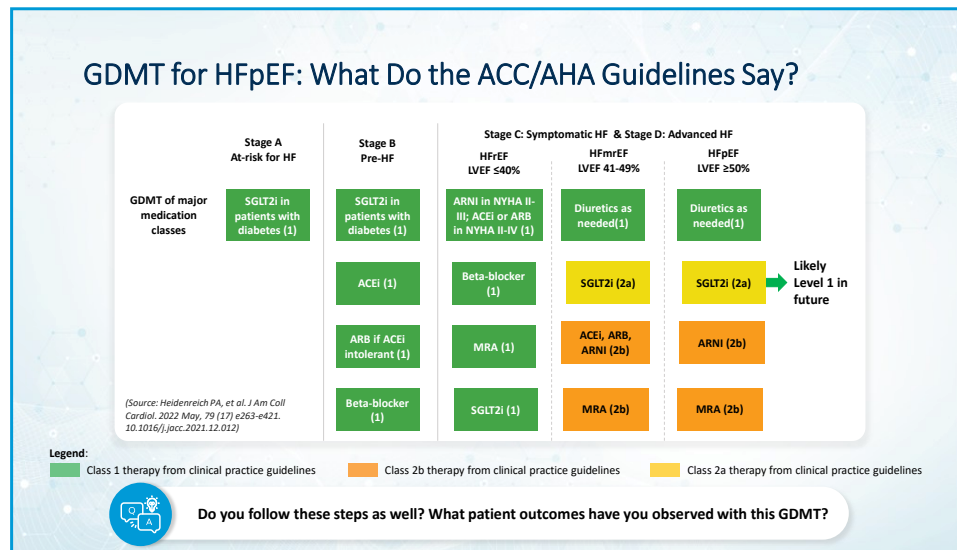 GDMT for HFpEF: What Do the ACC/AHA Guidelines Say?
Stage A
At-risk for HF
Stage B
Pre-HF
Stage C: Symptomatic HF & Stage D: Advanced HF
HFrEF
LVEF ≤40%
HFmrEF
LVEF 41-49%
HFpEF
LVEF ≥50%
GDMT of major
medication
classes
SGLT2i in
patients with
diabetes (1)
SGLT2i in
patients with
diabetes (1)
ARNI in NYHA II-
III; ACEi or ARB
in NYHA II-IV (1)
Diuretics as
needed(1)
Diuretics as
needed(1)
ACEi (1)
Beta-blocker
(1)
SGLT2i (2a)
SGLT2i (2a)
Likely
Level 1 in
future
ARB if ACEi
intolerant (1)
MRA (1)
ACEi, ARB,
ARNI (2b)
ARNI (2b)
Beta-blocker
(1)
SGLT2i (1)
MRA (2b)
MRA (2b)
(Source: Heidenreich PA, et al. J Am Coll
Cardiol. 2022 May, 79 (17) e263-e421.
10.1016/j.jacc.2021.12.012)
Legend:
Class 1 therapy from clinical practice guidelines
Class 2b therapy from clinical practice guidelines
Class 2a therapy from clinical practice guidelines
Q
A
Do you follow these steps as well? What patient outcomes have you observed with this GDMT?